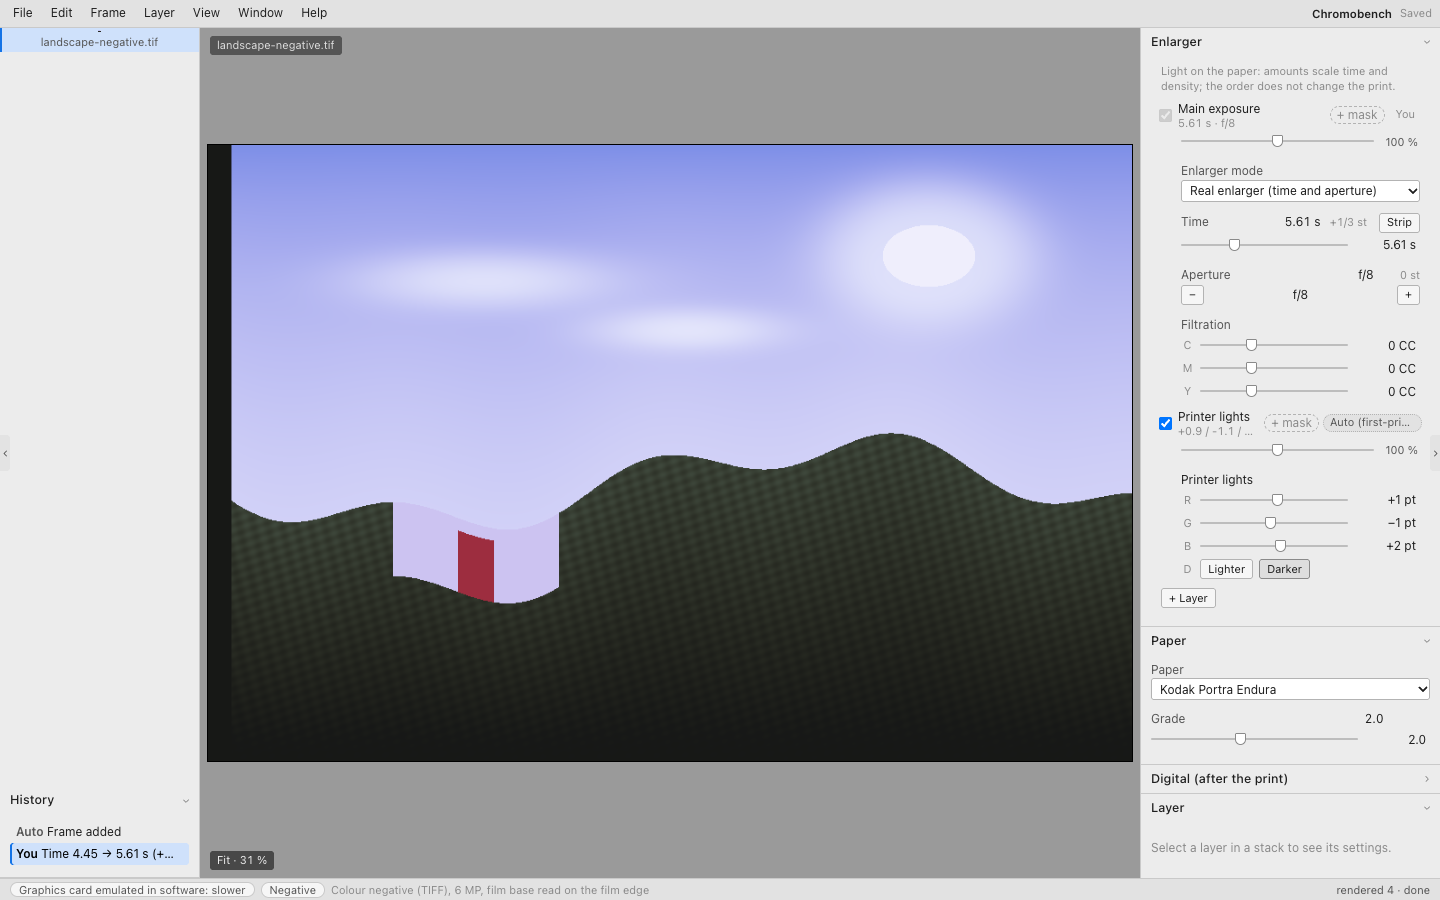 File Edit Frame Layer View Window Help
Chromobench Saved
landscape-negative.tif
landscape-negative.tif
Fit · 31 %
History
Auto Frame added
You Time 4.45 → 5.61 s (+...
Enlarger
Light on the paper: amounts scale time and
density; the order does not change the print.
Main exposure + mask You
5.61 s · f/8
100 %
Enlarger mode
Real enlarger (time and aperture)
Time 5.61 s +1/3 st Strip
5.61 s
Aperture f/8 0 st
− f/8 +
Filtration
C 0 CC
M 0 CC
Y 0 CC
Printer lights + mask Auto (first-pri...
+0.9 / -1.1 / ...
100 %
Printer lights
R +1 pt
G −1 pt
B +2 pt
D Lighter Darker
+ Layer
Paper
Paper
Kodak Portra Endura
Grade 2.0
2.0
Digital (after the print)
Layer
Select a layer in a stack to see its settings.
Graphics card emulated in software: slower Negative Colour negative (TIFF), 6 MP, film base read on the film edge rendered 4 · done